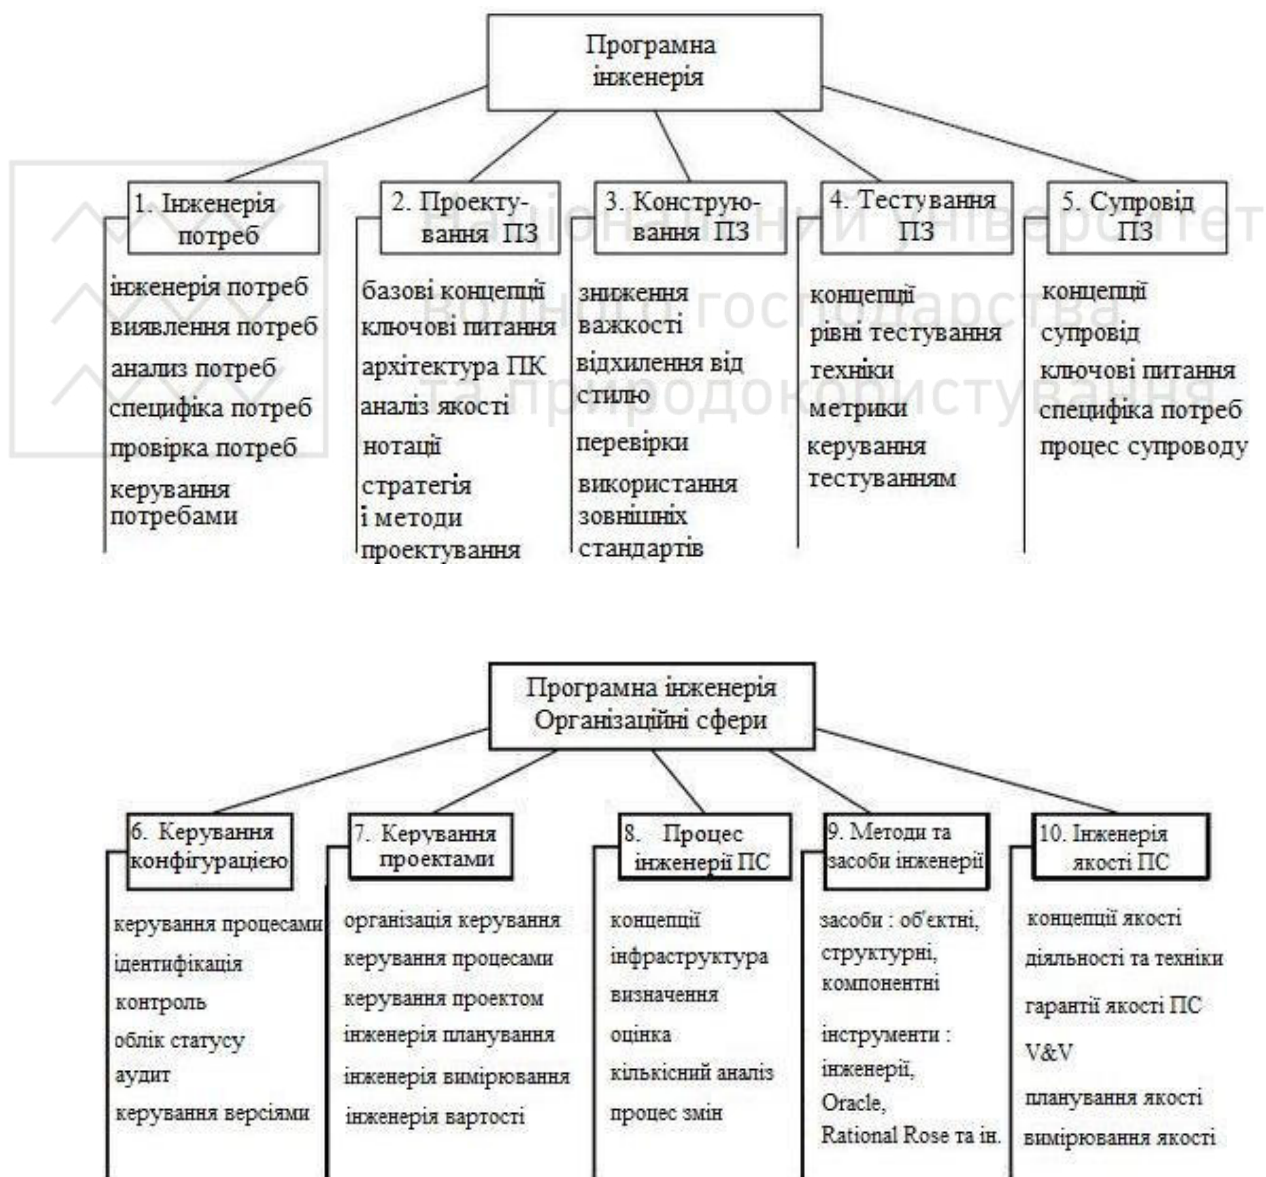 Програмна
інженерія
1. Інженерія
потреб
інженерія потреб
виявлення потреб
анализ потреб
специфіка потреб
провірка потреб
керування
потребами
2. Проекту-
вання ПЗ
базові концепції
ключові питання
архітектура ПК
аналіз якості
нотації
стратегія
і методи
проектування
3. Конструю-
вання ПЗ
зниження
важкості
відхилення від
стилю
перевірки
використання
зовнішніх
стандартів
4. Тестування
ПЗ
концепції
рівні тестування
техніки
метрики
керування
тестуванням
5. Супровід
ПЗ
концепції
супровід
ключові питання
специфіка потреб
процес супроводу
Національний університет
водного господарства
та природокористування
Програмна інженерія
Організаційні сфери
6. Керування
конфігурацією
керування процесами
ідентифікація
контроль
облік статусу
аудит
керування версіями
7. Керування
проектами
організація керування
керування процесами
керування проектом
інженерія планування
інженерія вимірювання
інженерія вартості
8. Процес
інженерії ПС
концепції
інфраструктура
визначення
оцінка
кількісний аналіз
процес змін
9. Методи та
засоби інженерії
засоби : об'єктні,
структурні,
компонентні
інструменти :
інженерії,
Oracle,
Rational Rose та ін.
10. Інженерія
якості ПС
концепції якості
діяльності та техніки
гарантії якості ПС
V&V
планування якості
вимірювання якості